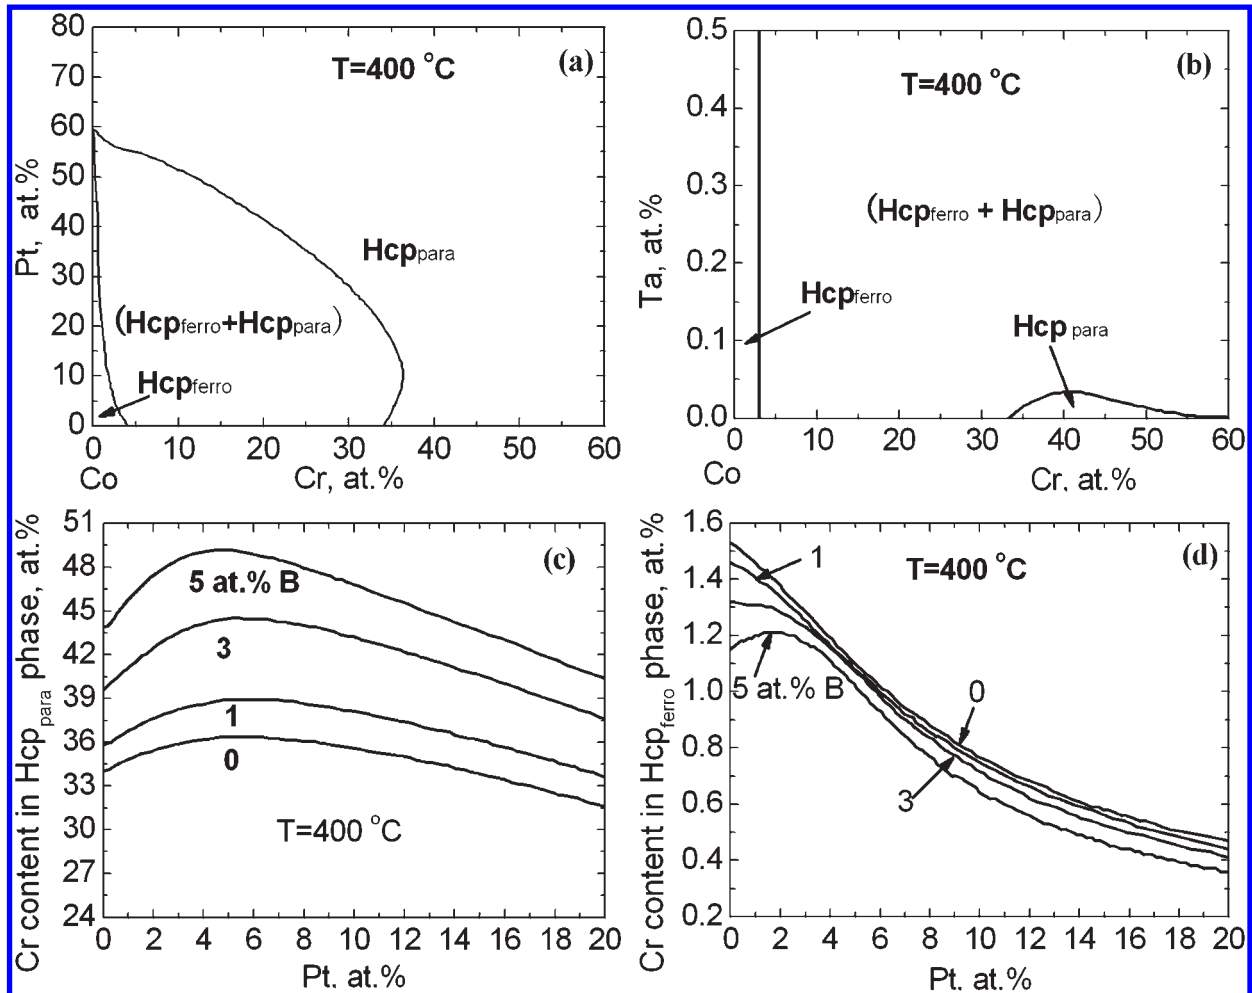 (a)
T=400 °C
80
70
60
50
40
30
20
10
0
Pt, at.%
Hcppara
(Hcpferro+Hcppara)
Hcpferro
0 10 20 30 40 50 60
Co
Cr, at.%
(b)
T=400 °C
0.5
0.4
0.3
0.2
0.1
0.0
Ta, at.%
(Hcpferro + Hcppara)
Hcpferro
Hcp para
0 10 20 30 40 50 60
Co
Cr, at.%
(c)
51
48
45
42
39
36
33
30
27
24
Cr content in Hcppara phase, at.%
5 at.% B
3
1
0
T=400 °C
0 2 4 6 8 10 12 14 16 18 20
Pt, at.%
(d)
T=400 °C
1.6
1.4
1.2
1.0
0.8
0.6
0.4
0.2
Cr content in Hcpferro phase, at.%
1
5 at.% B
0
3
0 2 4 6 8 10 12 14 16 18 20
Pt, at.%